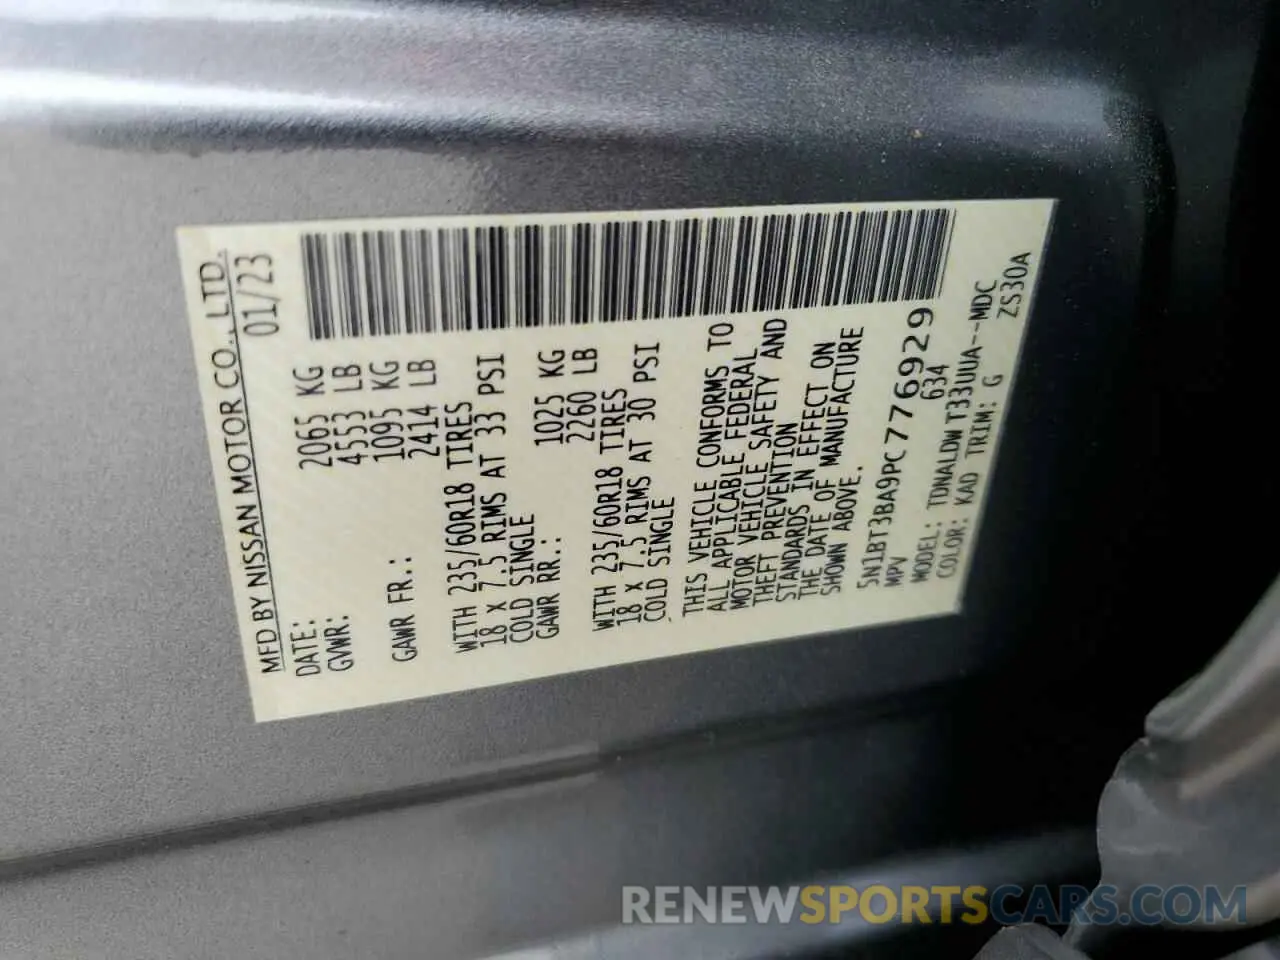 MFD BY NISSAN MOTOR CO., LTD.
DATE: 01/23
GVWR: 2065 KG
4553 LB
GAWR FR.: 1095 KG
2414 LB
WITH 235/60R18 TIRES
18 X 7.5 RIMS AT 33 PSI
COLD SINGLE
GAWR RR.: 1025 KG
2260 LB
WITH 235/60R18 TIRES
18 X 7.5 RIMS AT 30 PSI
COLD SINGLE
THIS VEHICLE CONFORMS TO
ALL APPLICABLE FEDERAL
MOTOR VEHICLE SAFETY AND
THEFT PREVENTION
STANDARDS IN EFFECT ON
THE DATE OF MANUFACTURE
SHOWN ABOVE.
5N1BT3BA9PC776929
MPV 634
MODEL: TDNALDW T33UUA--MDC
COLOR: KAD TRIM: G ZS30A
RENEWSPORTSCARS.COM